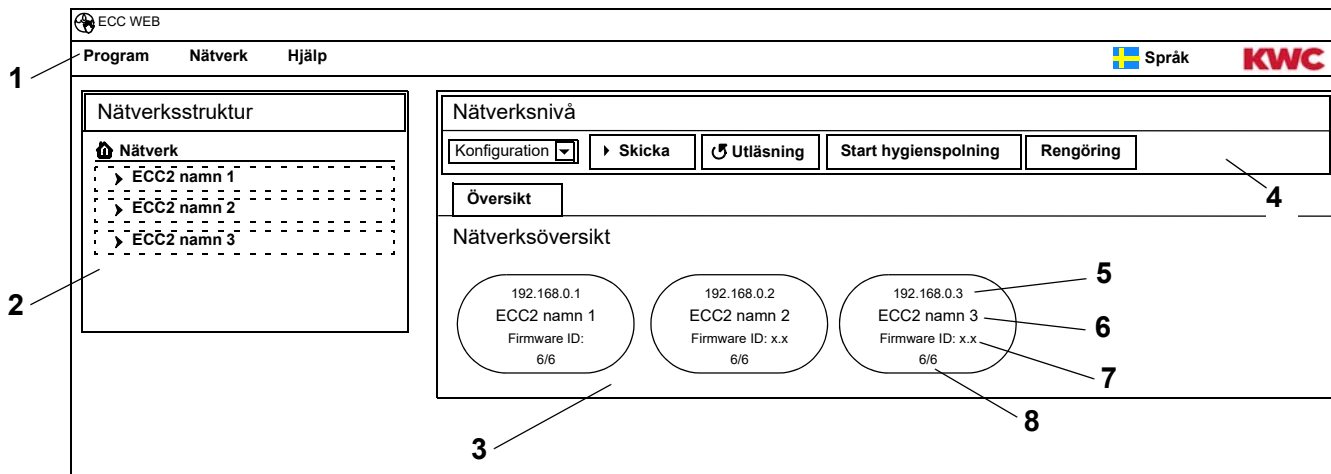 ECC WEB
Program Nätverk Hjälp Språk KWC
1
Nätverksstruktur
Nätverk
ECC2 namn 1
ECC2 namn 2
ECC2 namn 3
2
Nätverksnivå
Konfiguration Skicka Utläsning Start hygienspolning Rengöring
4
Översikt
Nätverksöversikt
192.168.0.1 192.168.0.2 192.168.0.3 5
ECC2 namn 1 ECC2 namn 2 ECC2 namn 3 6
Firmware ID: Firmware ID: x.x Firmware ID: x.x 7
6/6 6/6 6/6 8
3